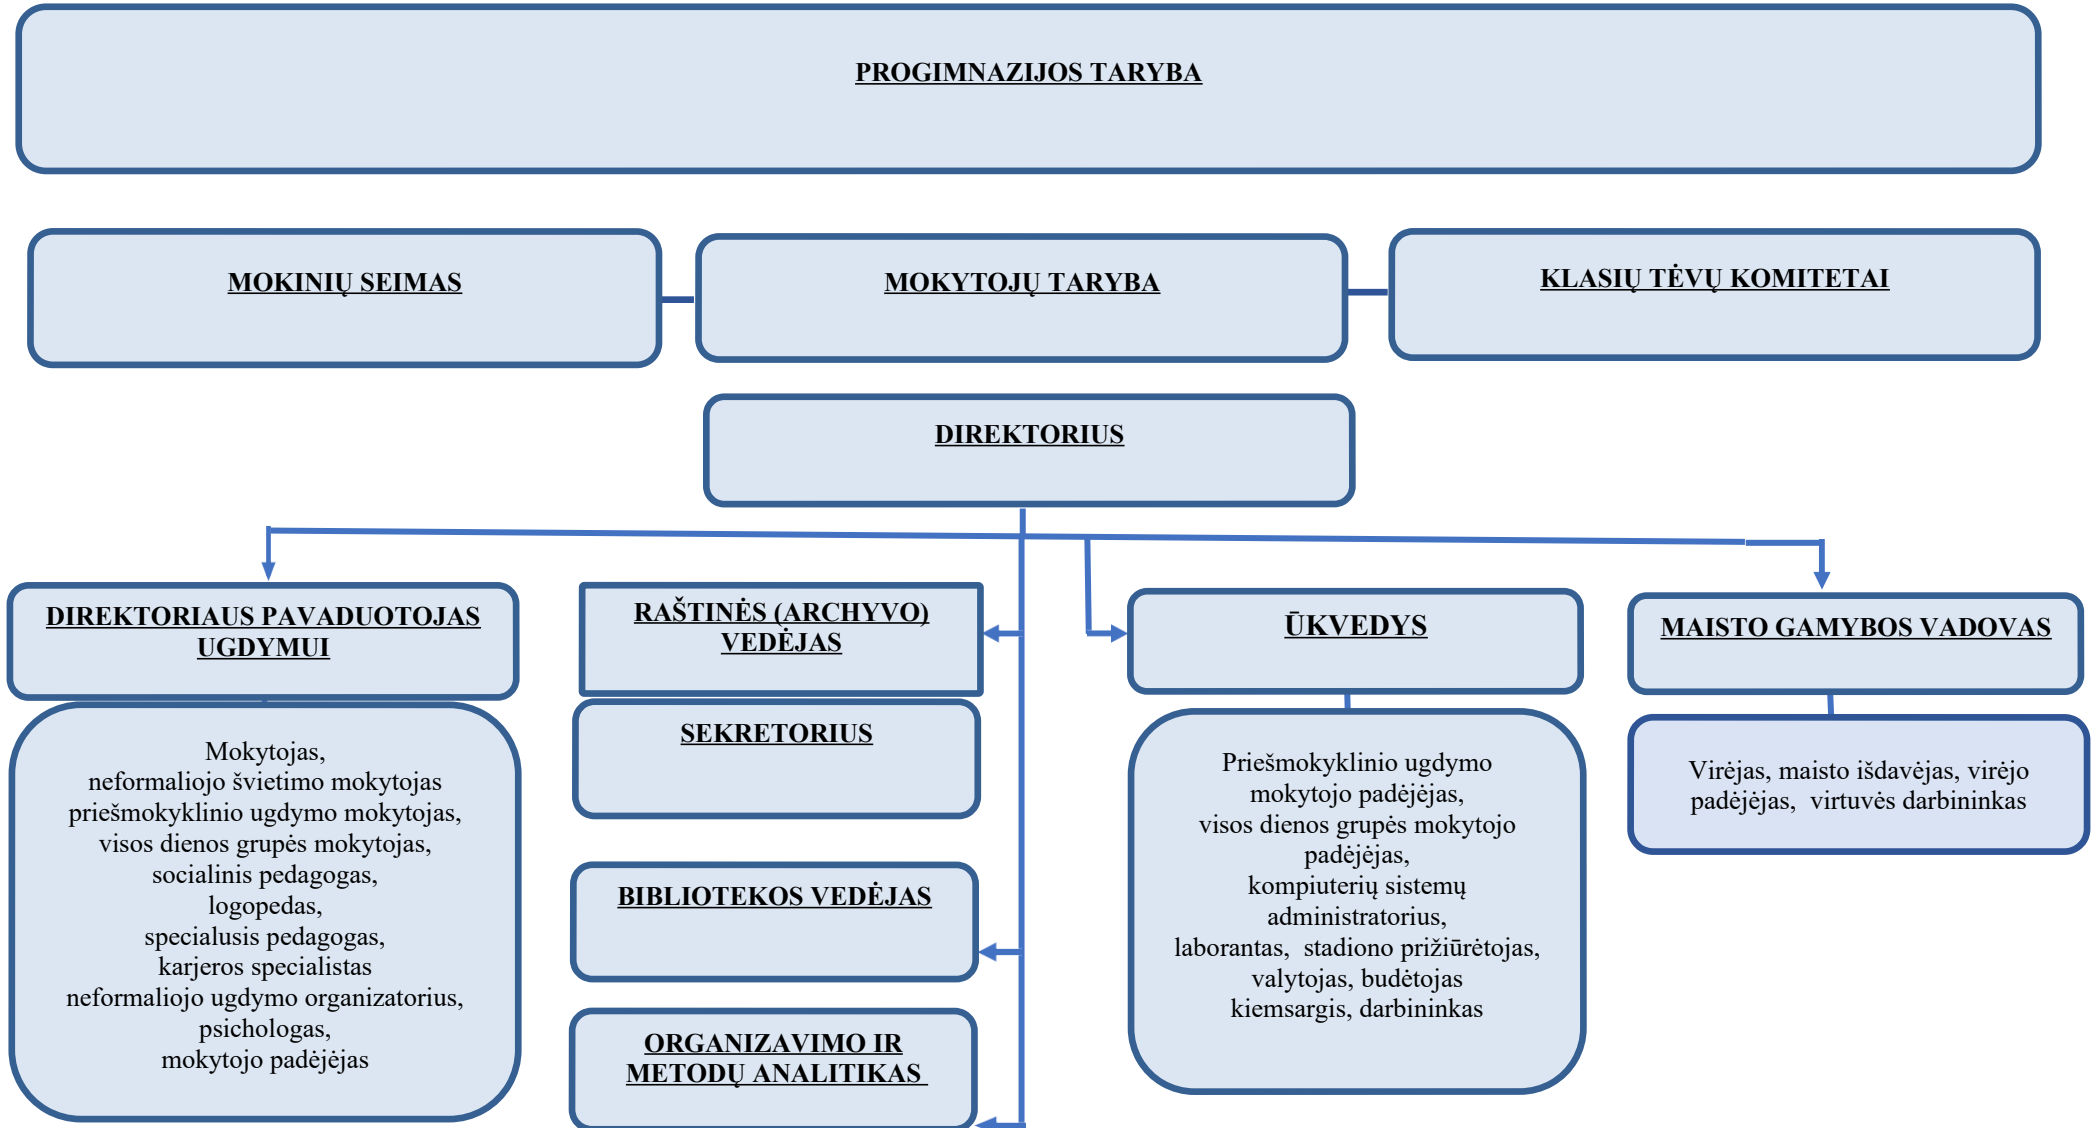 PROGIMNAZIJOS TARYBA
MOKINIŲ SEIMAS
MOKYTOJŲ TARYBA
KLASIŲ TĖVŲ KOMITETAI
DIREKTORIUS
DIREKTORIAUS PAVADUOTOJAS
UGDYMUI
Mokytojas,
neformaliojo švietimo mokytojas
priešmokyklinio ugdymo mokytojas,
visos dienos grupės mokytojas,
socialinis pedagogas,
logopedas,
specialusis pedagogas,
karjeros specialistas
neformaliojo ugdymo organizatorius,
psichologas,
mokytojo padėjėjas
RAŠTINĖS (ARCHYVO)
VEDĖJAS
SEKRETORIUS
BIBLIOTEKOS VEDĖJAS
ORGANIZAVIMO IR
METODŲ ANALITIKAS
ŪKVEDYS
Priešmokyklinio ugdymo
mokytojo padėjėjas,
visos dienos grupės mokytojo
padėjėjas,
kompiuterių sistemų
administratorius,
laborantas, stadiono prižiūrėtojas,
valytojas, budėtojas
kiemsargis, darbininkas
MAISTO GAMYBOS VADOVAS
Virėjas, maisto išdavėjas, virėjo
padėjėjas, virtuvės darbininkas